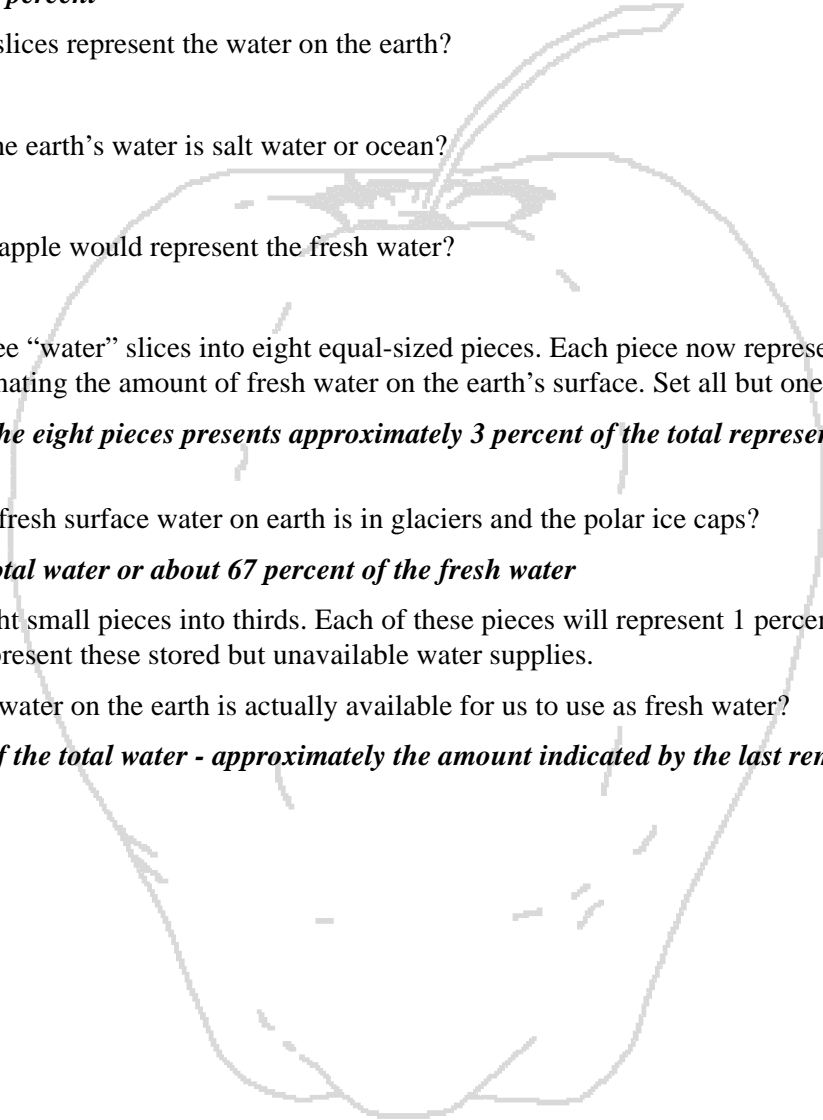 percent
slices represent the water on the earth?
he earth’s water is salt water or ocean?
apple would represent the fresh water?
ee “water” slices into eight equal-sized pieces. Each piece now represe
nating the amount of fresh water on the earth’s surface. Set all but one
he eight pieces presents approximately 3 percent of the total represen
fresh surface water on earth is in glaciers and the polar ice caps?
otal water or about 67 percent of the fresh water
ht small pieces into thirds. Each of these pieces will represent 1 percen
present these stored but unavailable water supplies.
water on the earth is actually available for us to use as fresh water?
f the total water - approximately the amount indicated by the last rem